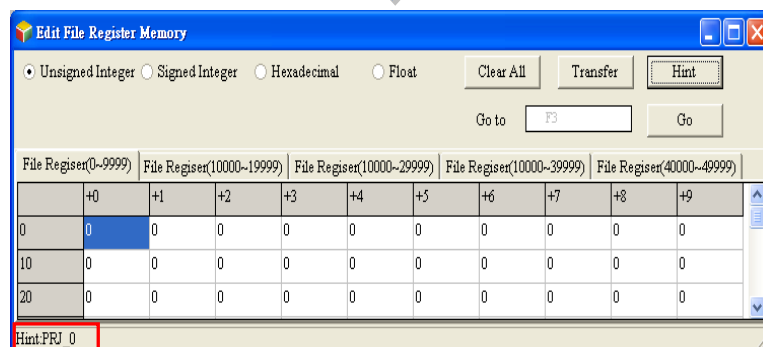 Edit File Register Memory
Unsigned Integer Signed Integer Hexadecimal Float Clear All Transfer Hint
Go to F3 Go
File Regiser(0~9999) File Regiser(10000~19999) File Regiser(10000~29999) File Regiser(10000~39999) File Regiser(40000~49999)
+0 +1 +2 +3 +4 +5 +6 +7 +8 +9
0 0 0 0 0 0 0 0 0 0 0
10 0 0 0 0 0 0 0 0 0 0
20 0 0 0 0 0 0 0 0 0 0
Hint:PRJ_0